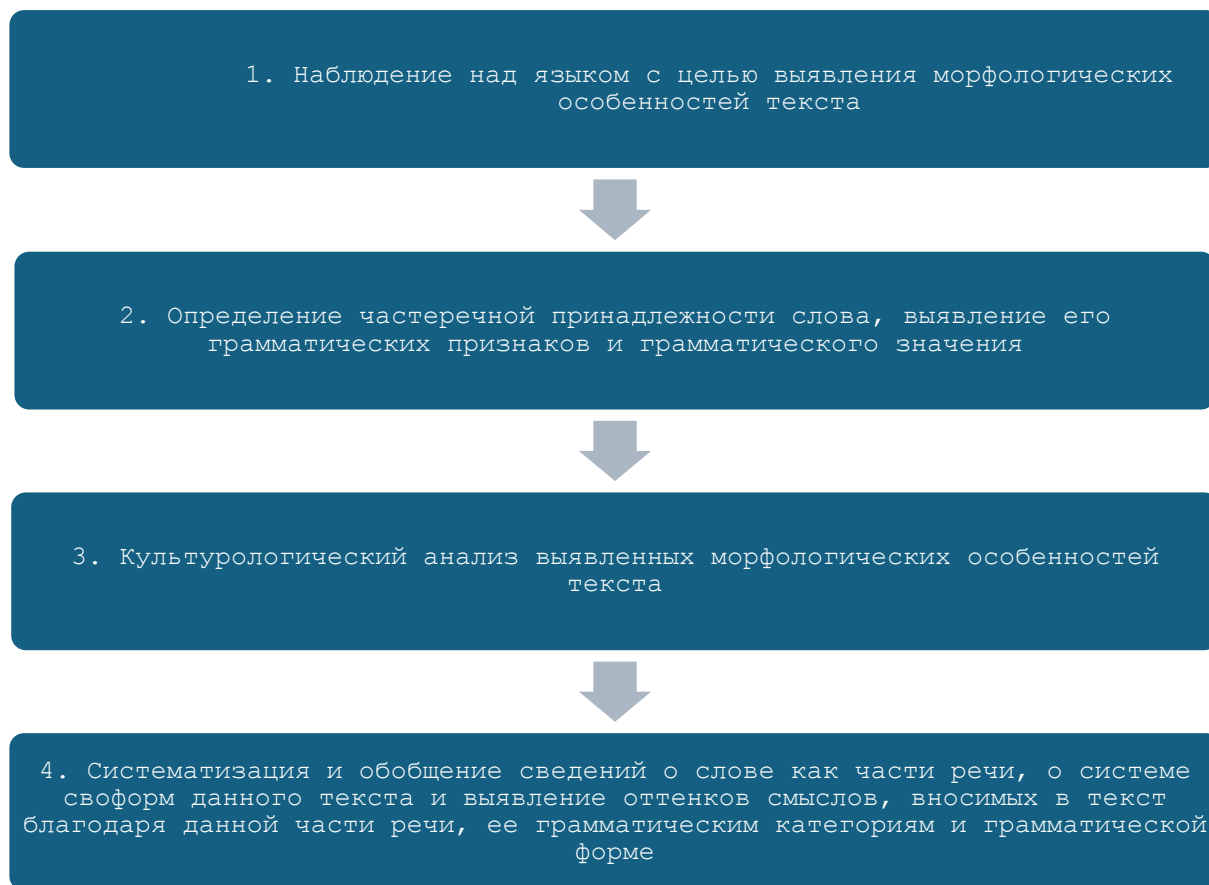 1. Наблюдение над языком с целью выявления морфологических
особенностей текста
2. Определение частеречной принадлежности слова, выявление его
грамматических признаков и грамматического значения
3. Культурологический анализ выявленных морфологических особенностей
текста
4. Систематизация и обобщение сведений о слове как части речи, о системе
своформ данного текста и выявление оттенков смыслов, вносимых в текст
благодаря данной части речи, ее грамматическим категориям и грамматической
форме